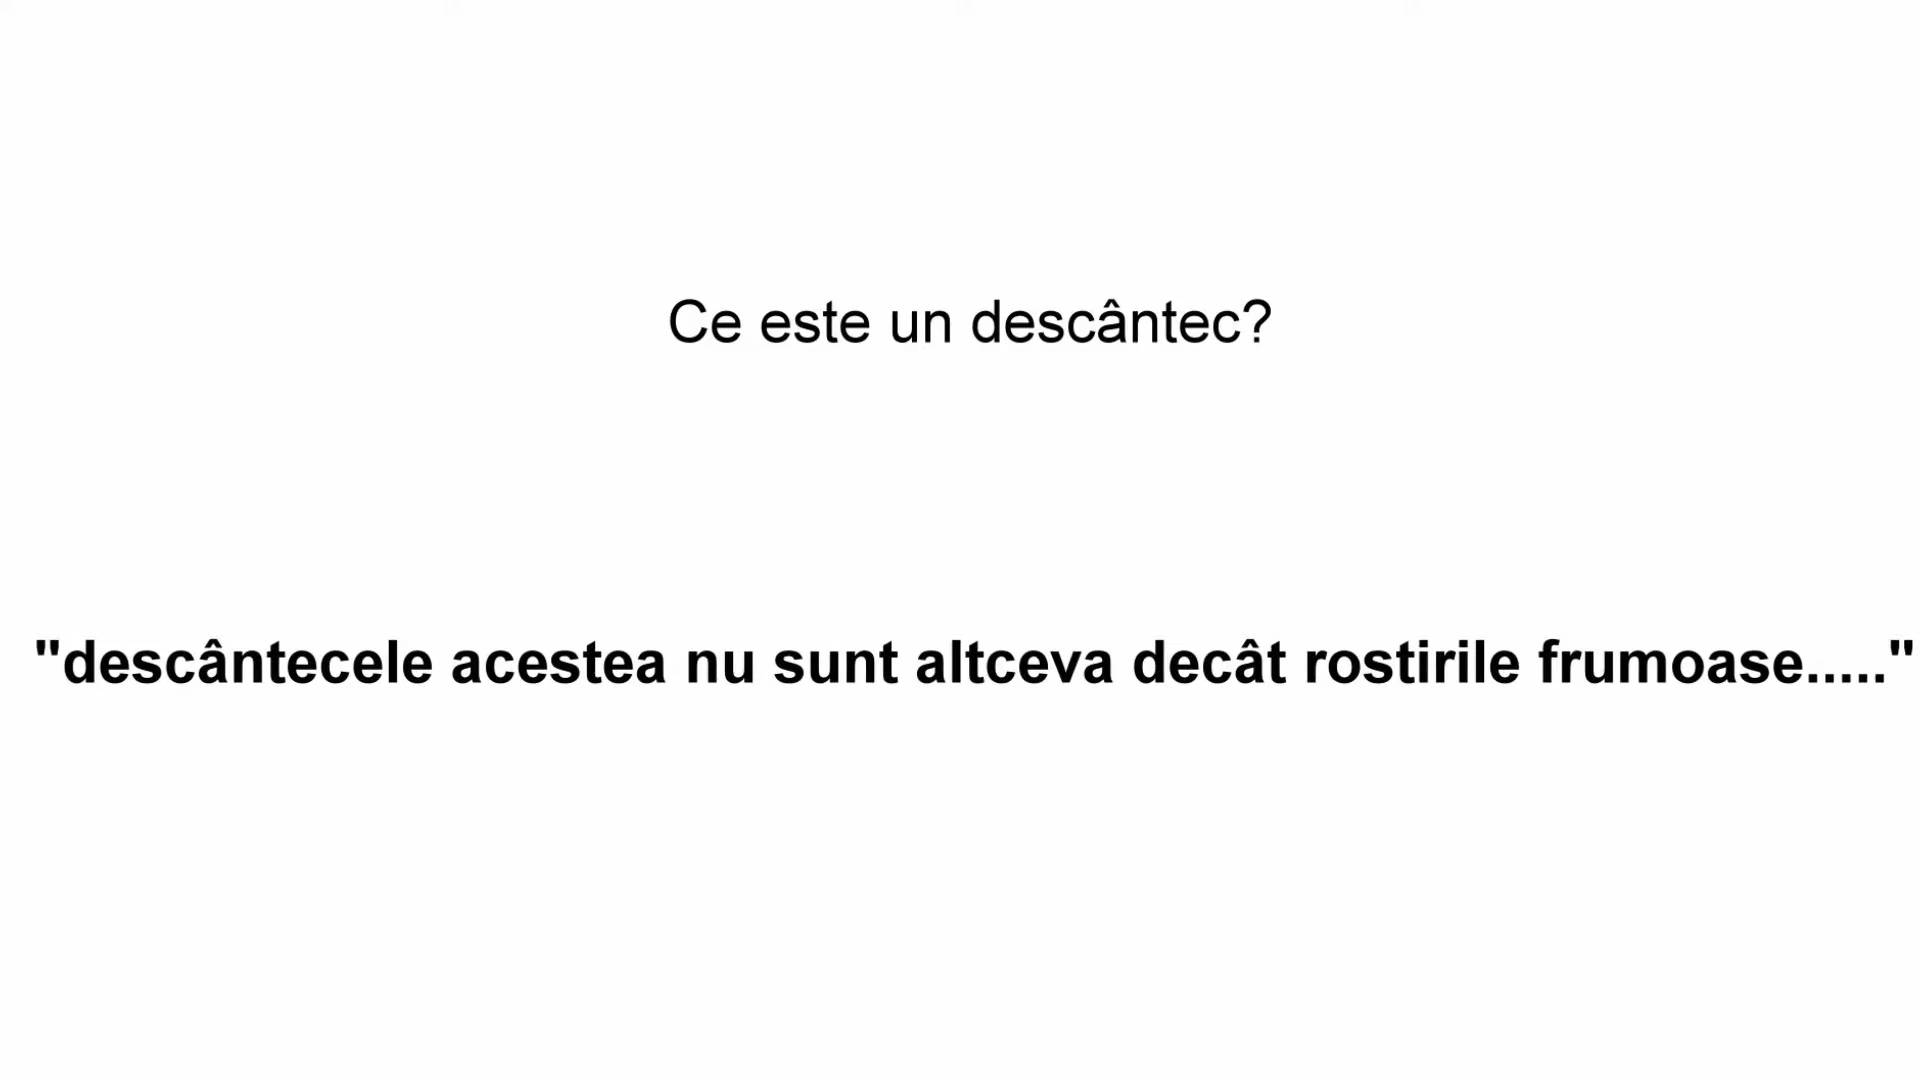 Ce este un descântec?
"descântecele acestea nu sunt altceva decât rostirile frumoase....."